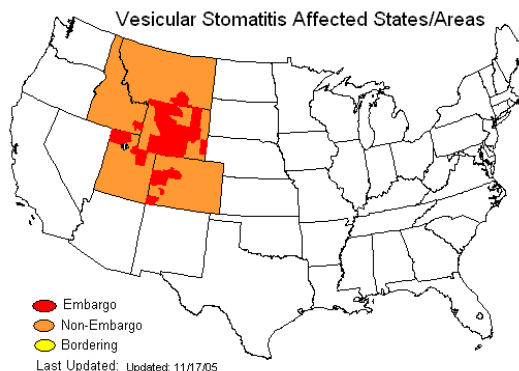 Vesicular Stomatitis Affected States/Areas
Embargo
Non-Embargo
Bordering
Last Updated: Updated: 11/17/05